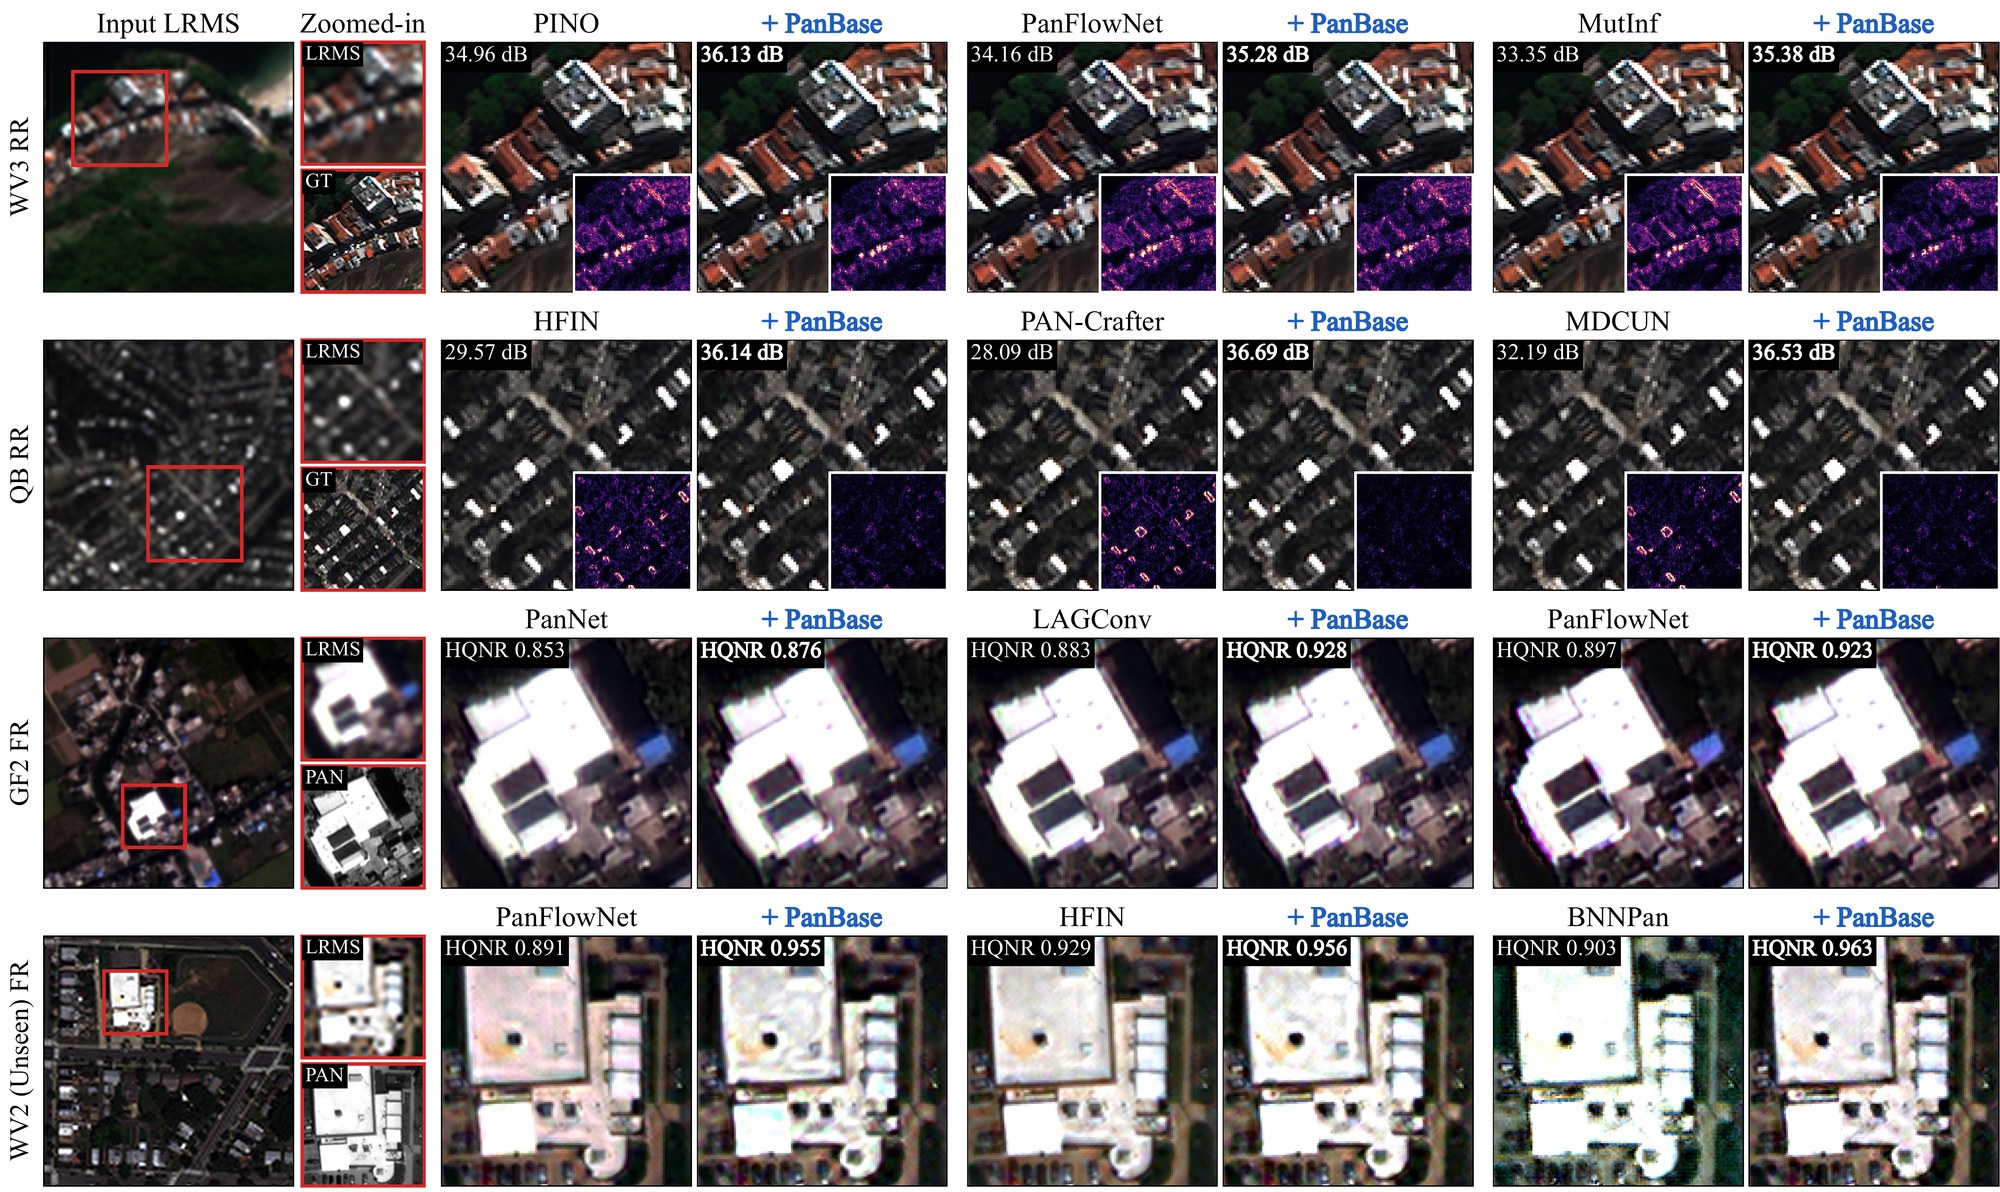 Input LRMS Zoomed-in PINO + PanBase PanFlowNet + PanBase MutInf + PanBase
WV3 RR
LRMS
GT
34.96 dB 36.13 dB 34.16 dB 35.28 dB 33.35 dB 35.38 dB
HFIN + PanBase PAN-Crafter + PanBase MDCUN + PanBase
QB RR
LRMS
GT
29.57 dB 36.14 dB 28.09 dB 36.69 dB 32.19 dB 36.53 dB
PanNet + PanBase LAGConv + PanBase PanFlowNet + PanBase
GF2 FR
LRMS
PAN
HQNR 0.853 HQNR 0.876 HQNR 0.883 HQNR 0.928 HQNR 0.897 HQNR 0.923
PanFlowNet + PanBase HFIN + PanBase BNNPan + PanBase
WV2 (Unseen) FR
LRMS
PAN
HQNR 0.891 HQNR 0.955 HQNR 0.929 HQNR 0.956 HQNR 0.903 HQNR 0.963